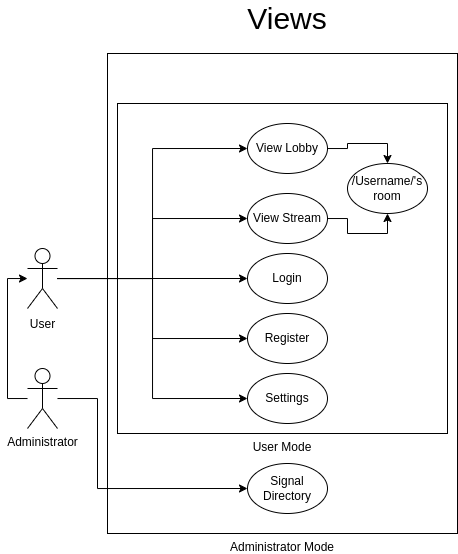 Views
View Lobby
/Username/'s
room
View Stream
Login
User
Register
Settings
Administrator
User Mode
Signal
Directory
Administrator Mode